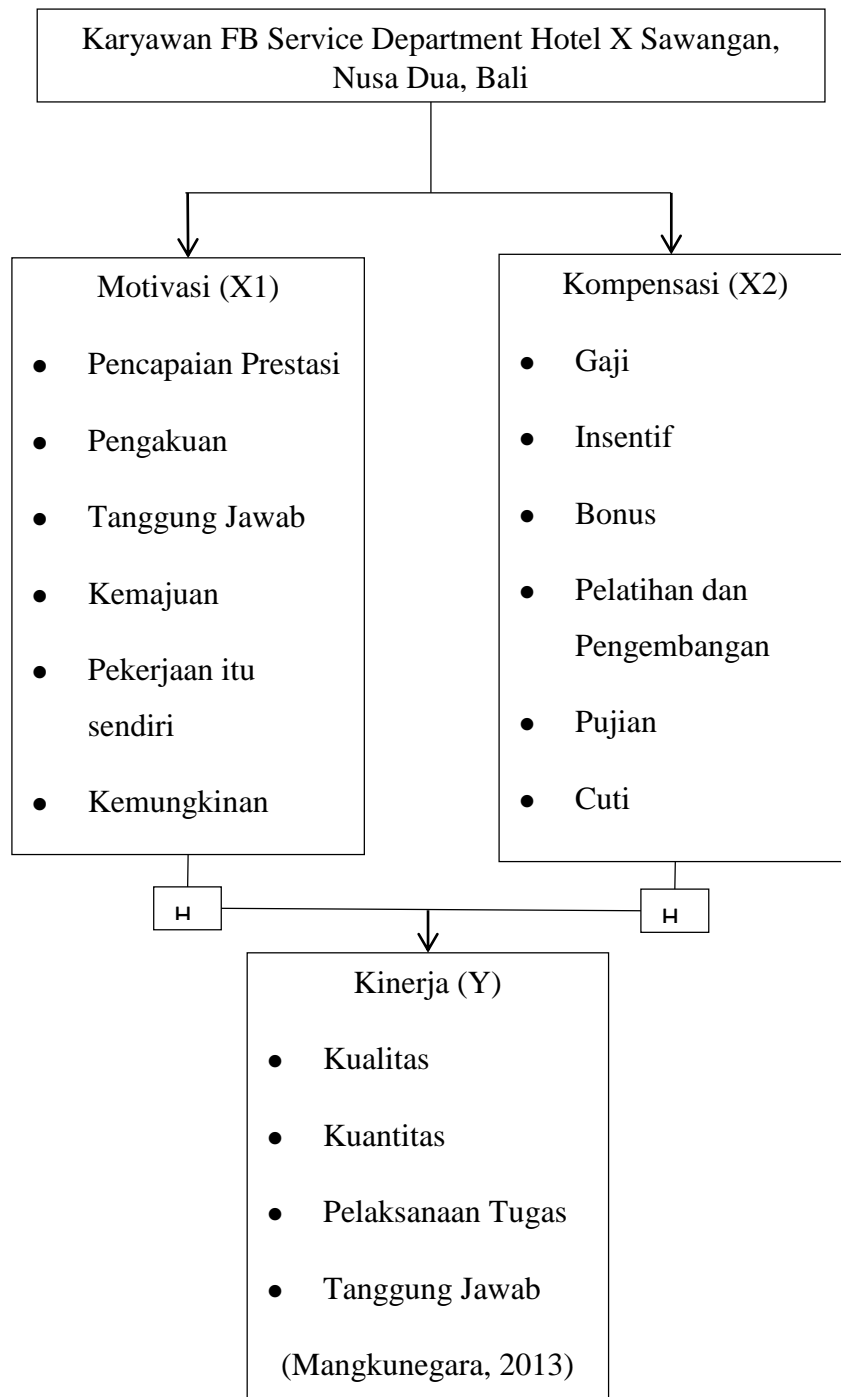 Karyawan FB Service Department Hotel X Sawangan,
Nusa Dua, Bali
Motivasi (X1)
● Pencapaian Prestasi
● Pengakuan
● Tanggung Jawab
● Kemajuan
● Pekerjaan itu
sendiri
● Kemungkinan
Kompensasi (X2)
● Gaji
● Insentif
● Bonus
● Pelatihan dan
Pengembangan
● Pujian
● Cuti
H
H
Kinerja (Y)
● Kualitas
● Kuantitas
● Pelaksanaan Tugas
● Tanggung Jawab
(Mangkunegara, 2013)